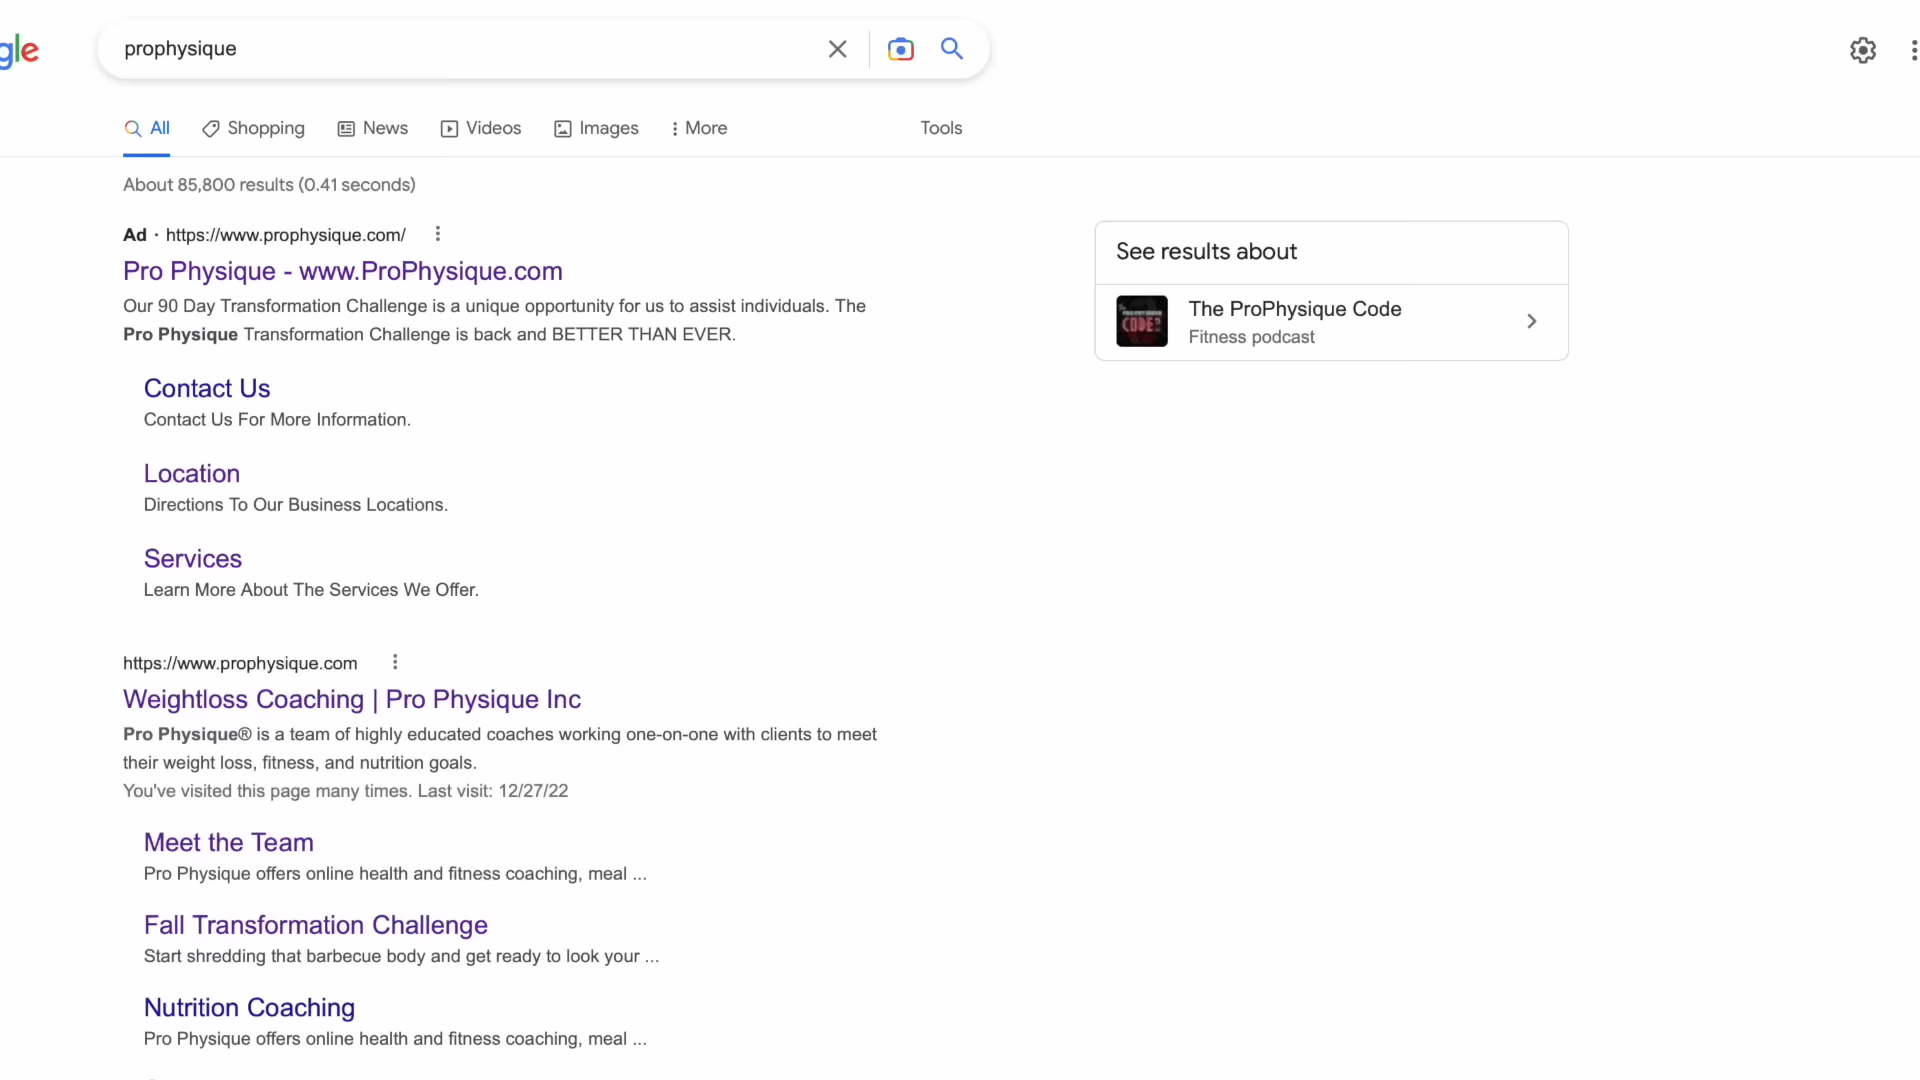 gle
prophysique
All
Shopping
News
Videos
Images
More
Tools
About 85,800 results (0.41 seconds)
Ad · https://www.prophysique.com/
Pro Physique - www.ProPhysique.com
Our 90 Day Transformation Challenge is a unique opportunity for us to assist individuals. The
Pro Physique Transformation Challenge is back and BETTER THAN EVER.
Contact Us
Contact Us For More Information.
Location
Directions To Our Business Locations.
Services
Learn More About The Services We Offer.
https://www.prophysique.com
Weightloss Coaching | Pro Physique Inc
Pro Physique® is a team of highly educated coaches working one-on-one with clients to meet
their weight loss, fitness, and nutrition goals.
You've visited this page many times. Last visit: 12/27/22
Meet the Team
Pro Physique offers online health and fitness coaching, meal ...
Fall Transformation Challenge
Start shredding that barbecue body and get ready to look your ...
Nutrition Coaching
Pro Physique offers online health and fitness coaching, meal ...
See results about
CODE
The ProPhysique Code
Fitness podcast